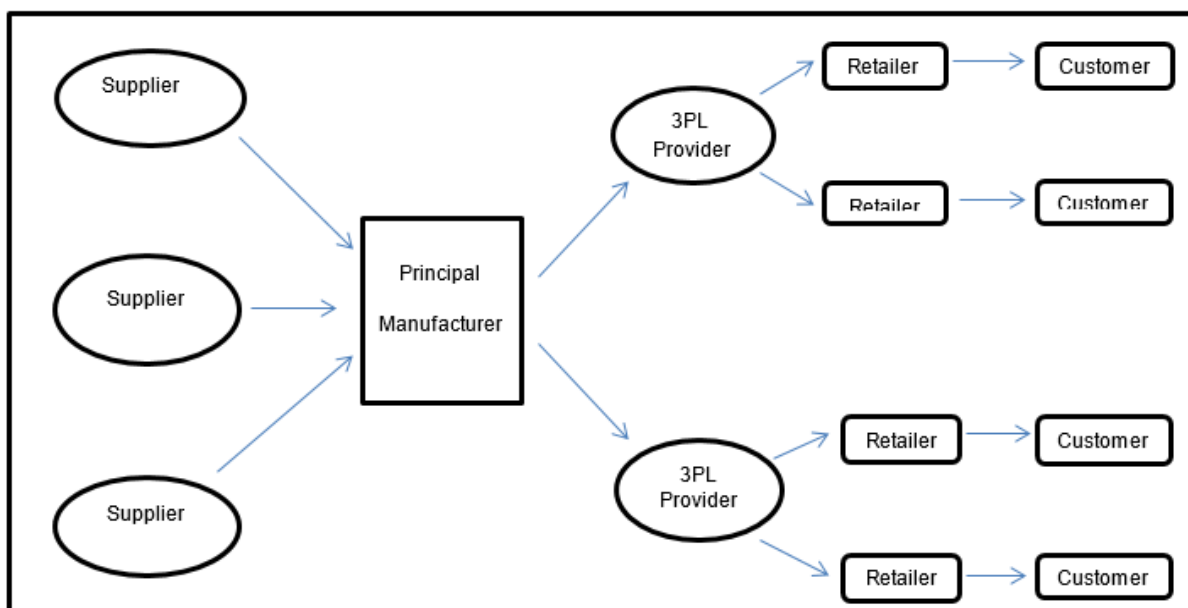 Supplier
Supplier
Supplier
Principal
Manufacturer
3PL
Provider
Retailer
Customer
Retailer
Customer
3PL
Provider
Retailer
Customer
Retailer
Customer